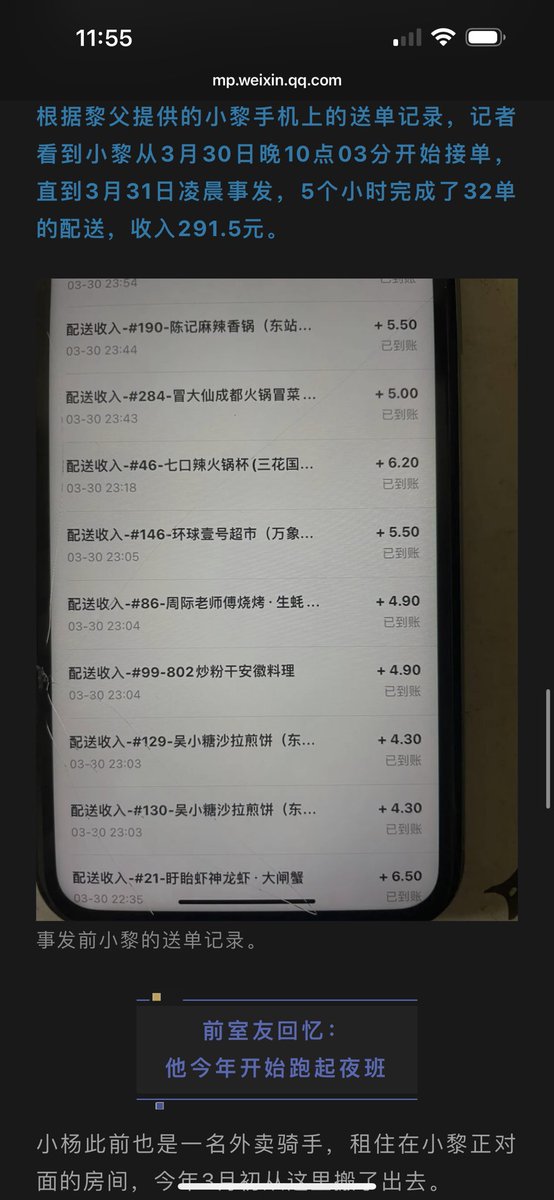 11:55
mp.weixin.qq.com
根据黎父提供的小黎手机上的送单记录，记者
看到小黎从3月30日晚10点03分开始接单，
直到3月31日凌晨事发，5个小时完成了32单
的配送，收入291.5元。
03-30 23:54
已到账
配送收入-#190-陈记麻辣香锅（东站... +5.50
03-30 23:44 已到账
配送收入-#284-冒大仙成都火锅冒菜... +5.00
03-30 23:43 已到账
配送收入-#46-七口辣火锅杯(三花国... +6.20
03-30 23:18 已到账
配送收入-#146-环球壹号超市（万象... +5.50
03-30 23:05 已到账
配送收入-#86-周际老师傅烧烤·生蚝... +4.90
03-30 23:04 已到账
配送收入-#99-802炒粉干安徽料理 +4.90
03-30 23:04 已到账
配送收入-#129-吴小糖沙拉煎饼（东... +4.30
03-30 23:03 已到账
配送收入-#130-吴小糖沙拉煎饼（东... +4.30
03-30 23:03 已到账
配送收入-#21-盱眙虾神龙虾·大闸蟹 +6.50
03-30 22:35 已到账
事发前小黎的送单记录。
前室友回忆：
他今年开始跑起夜班
小杨此前也是一名外卖骑手，租住在小黎正对
面的房间，今年3月初从这里搬了出去。